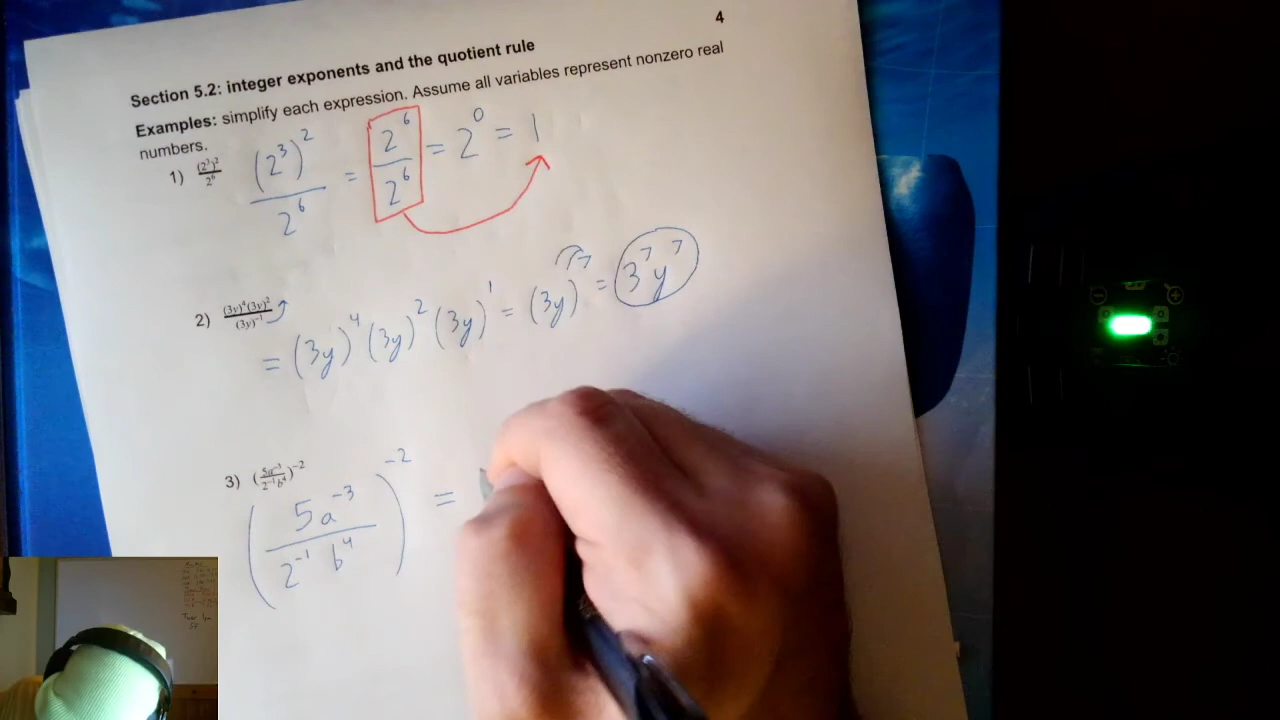 4
Section 5.2: integer exponents and the quotient rule
Examples: simplify each expression. Assume all variables represent nonzero real
numbers.
1) (2³)²/2⁶ (2³)²/2⁶ = 2⁶/2⁶ = 2⁰ = 1
2) (3y)⁴(3y)²/(3y)⁻¹
= (3y)⁴ (3y)² (3y)¹ = (3y)⁷ = 3⁷y⁷
3) (5a⁻³/2⁻¹b⁴)⁻²
(5a⁻³/2⁻¹ b⁴)⁻² =